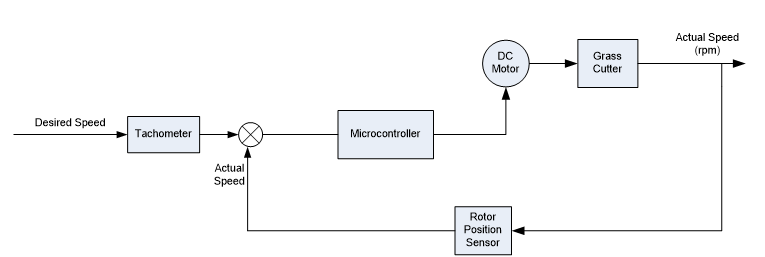 Actual Speed
(rpm)
DC
Motor
Grass
Cutter
Desired Speed
Tachometer
Microcontroller
Actual
Speed
Rotor
Position
Sensor